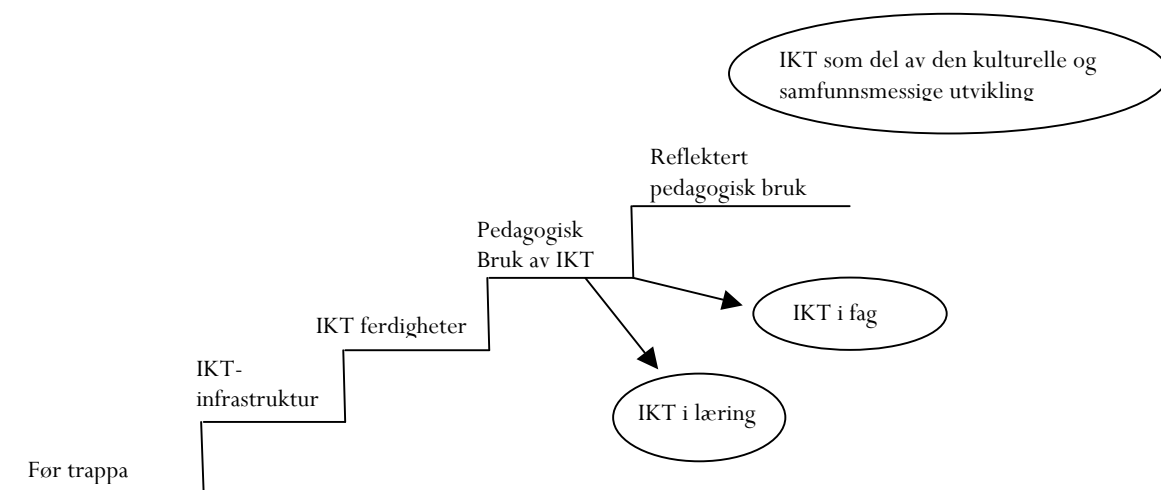 IKT som del av den kulturelle og
samfunnsmessige utvikling
Reflektert
pedagogisk bruk
Pedagogisk
Bruk av IKT
IKT i fag
IKT ferdigheter
IKT-
infrastruktur
IKT i læring
Før trappa